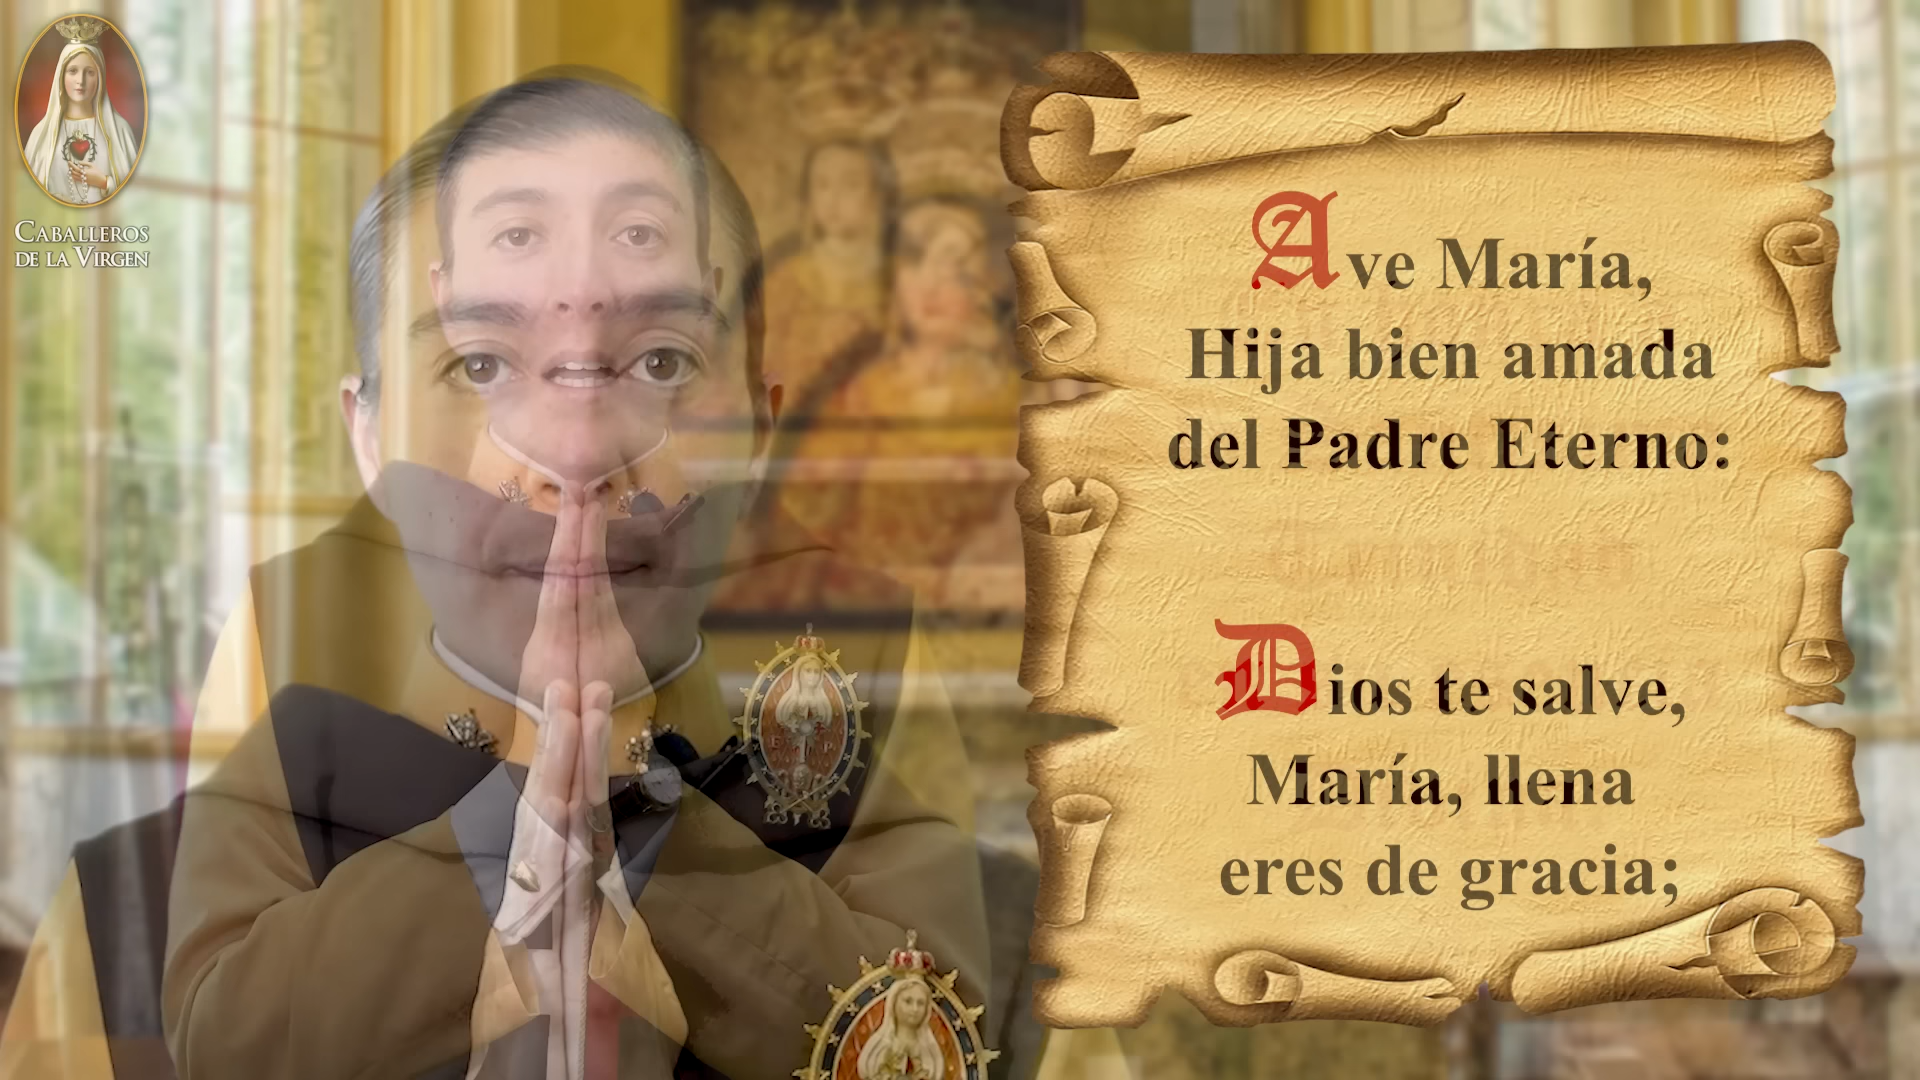 CABALLEROS
DE LA VIRGEN
Ave María,
Hija bien amada
del Padre Eterno:
Dios te salve,
María, llena
eres de gracia;